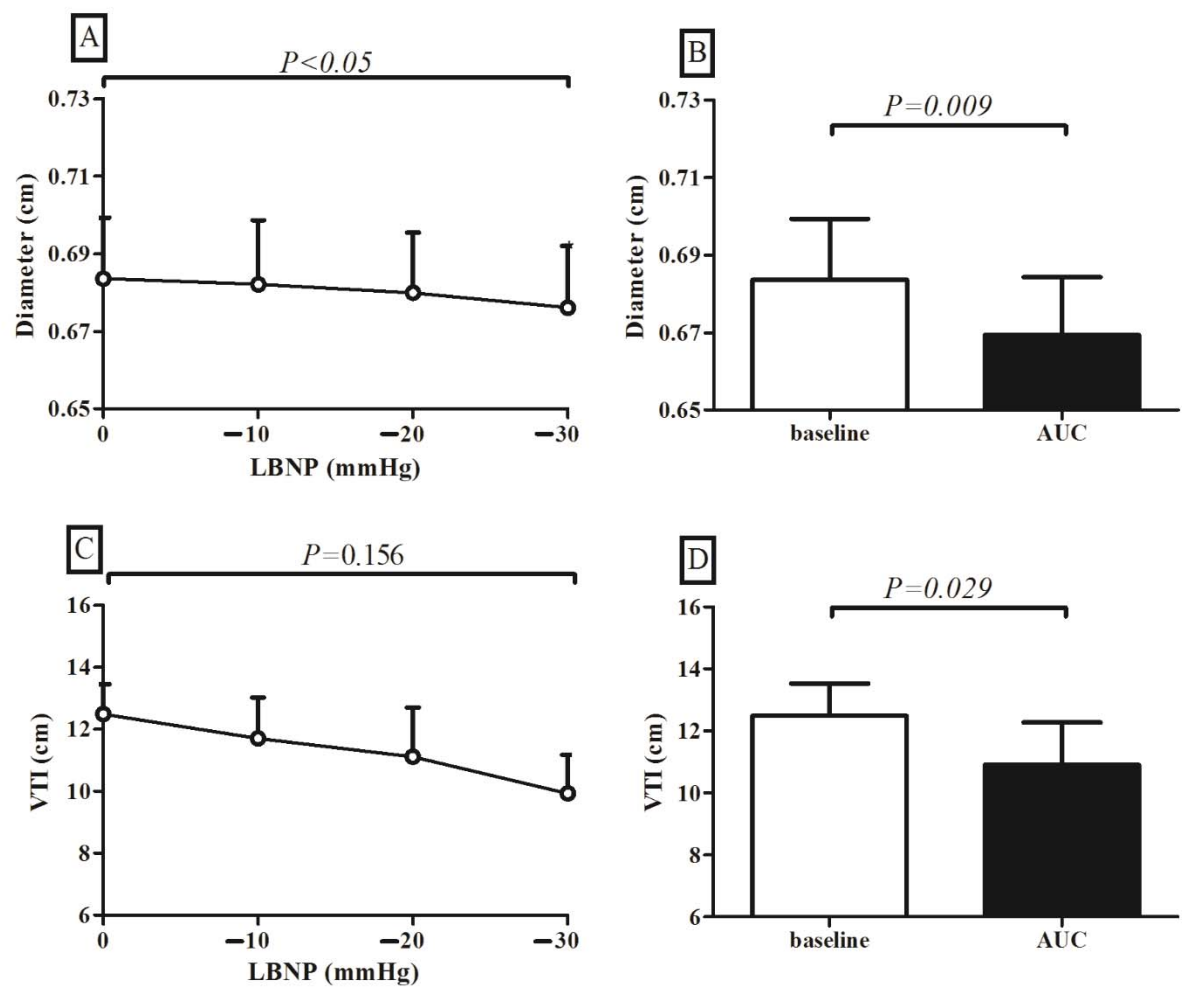 A
P<0.05
0.73
0.71
0.69
0.67
0.65
Diameter (cm)
*
0
−10
−20
−30
LBNP (mmHg)
B
P=0.009
0.73
0.71
0.69
0.67
0.65
Diameter (cm)
baseline
AUC
C
P=0.156
16
14
12
10
8
6
VTI (cm)
0
−10
−20
−30
LBNP (mmHg)
D
P=0.029
16
14
12
10
8
6
VTI (cm)
baseline
AUC